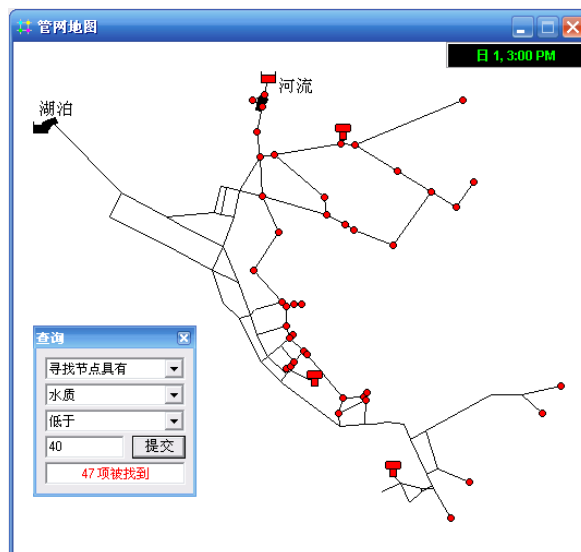 管网地图
日 1, 3:00 PM
河流
湖泊
查询
寻找节点具有
水质
低于
40 提交
47 项被找到